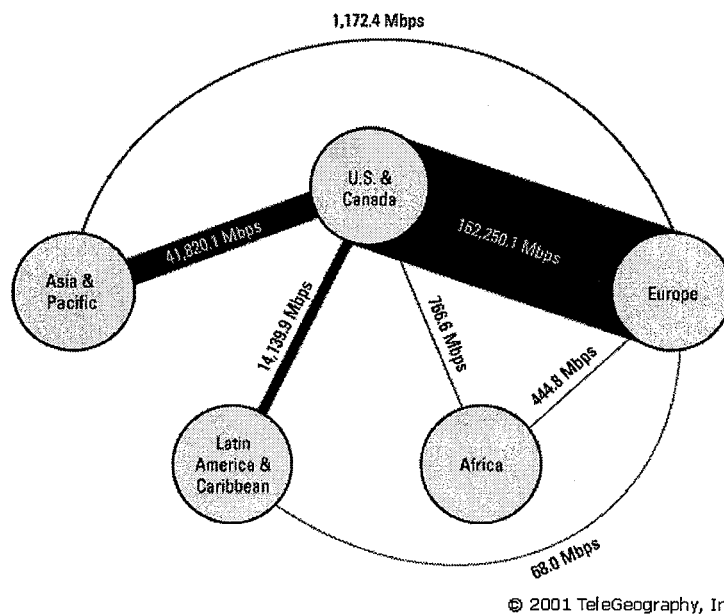 1,172.4 Mbps
U.S. &
Canada
41,820.1 Mbps
162,250.1 Mbps
Asia &
Pacific
Europe
14,139.9 Mbps
766.6 Mbps
444.8 Mbps
Latin
America &
Caribbean
Africa
68.0 Mbps
© 2001 TeleGeography, In